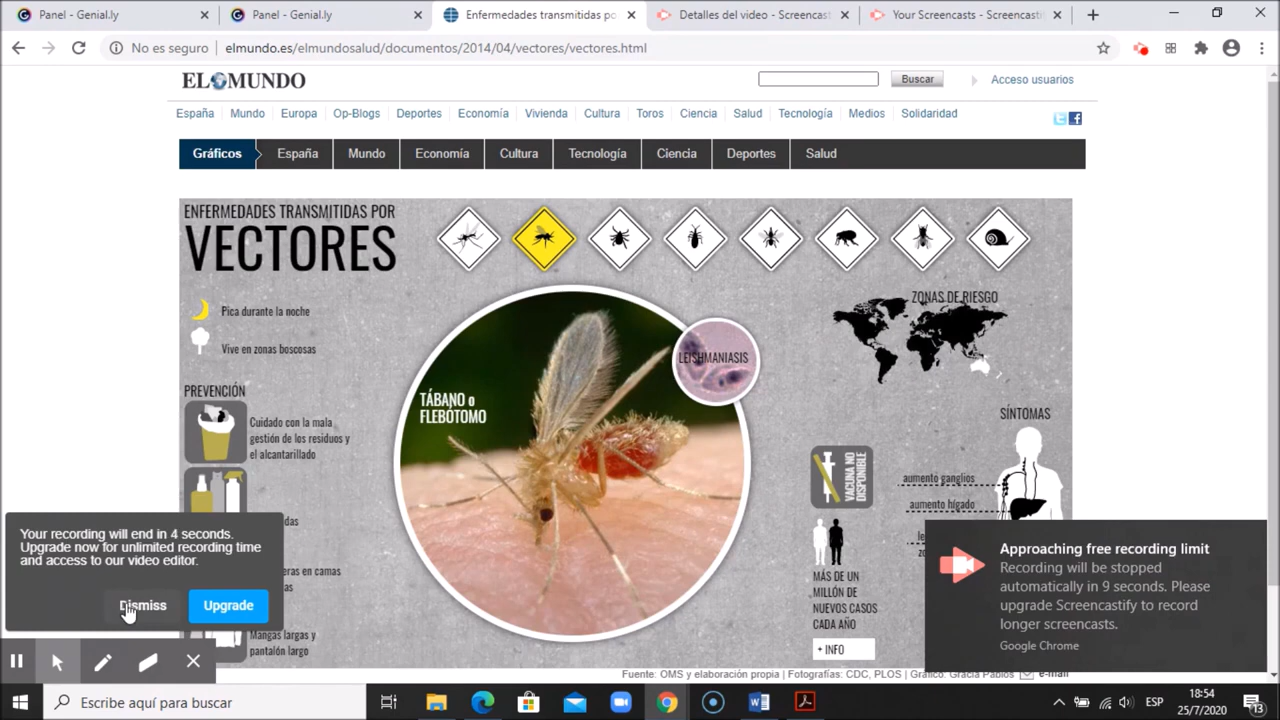 Panel - Genial.ly
Panel - Genial.ly
Enfermedades transmitidas po
Detalles del video - Screencast
Your Screencasts - Screencastify
No es seguro
elmundo.es/elmundosalud/documentos/2014/04/vectores/vectores.html
EL MUNDO
Buscar
Acceso usuarios
España Mundo Europa Op-Blogs Deportes Economía Vivienda Cultura Toros Ciencia Salud Tecnología Medios Solidaridad
Gráficos España Mundo Economía Cultura Tecnología Ciencia Deportes Salud
ENFERMEDADES TRANSMITIDAS POR
VECTORES
Pica durante la noche
Vive en zonas boscosas
PREVENCIÓN
Cuidado con la mala
gestión de los residuos y
el alcantarillado
Mangas largas y
pantalón largo
TÁBANO o
FLEBÓTOMO
LEISHMANIASIS
ZONAS DE RIESGO
SÍNTOMAS
VACUNA NO
DISPONIBLE
aumento ganglios
aumento hígado
MÁS DE UN
MILLÓN DE
NUEVOS CASOS
CADA AÑO
+ INFO
Fuente: OMS y elaboración propia | Fotografías: CDC, PLOS | Gráfico: Gracia Pablos
e-mail
Your recording will end in 4 seconds.
Upgrade now for unlimited recording time
and access to our video editor.
Dismiss
Upgrade
Approaching free recording limit
Recording will be stopped
automatically in 9 seconds. Please
upgrade Screencastify to record
longer screencasts.
Google Chrome
Escribe aquí para buscar
ESP
18:54
25/7/2020
13